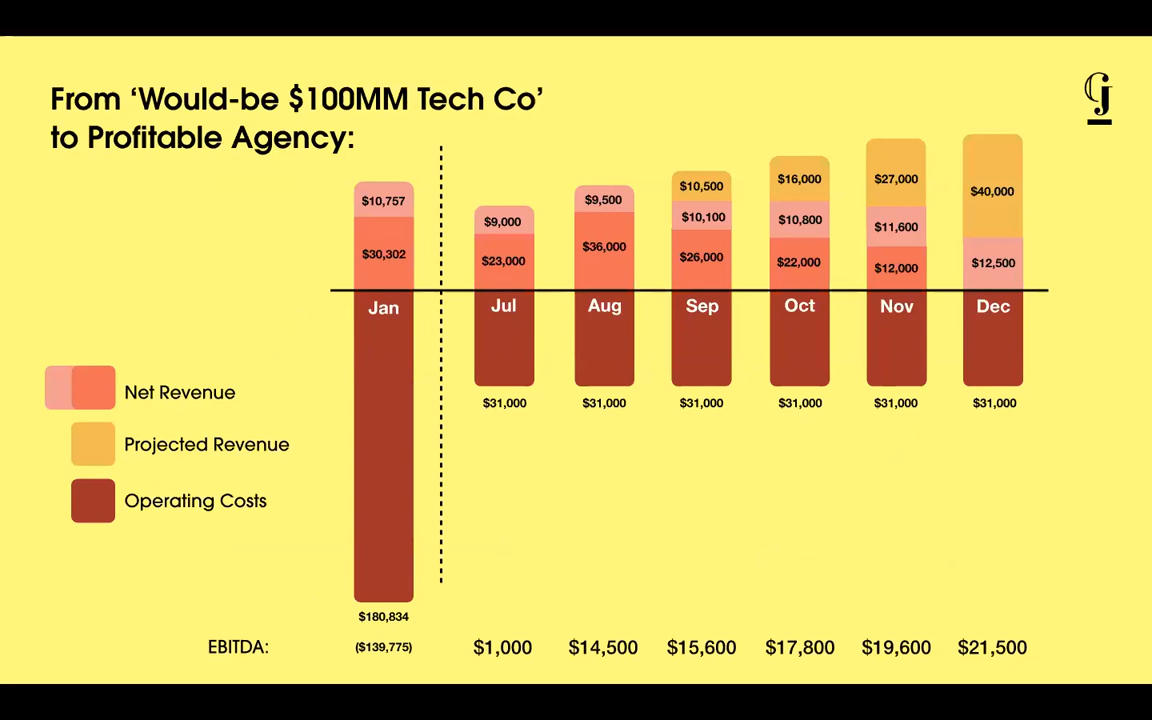 From ‘Would-be $100MM Tech Co’
to Profitable Agency:
GJ
$10,757
$30,302
Jan
$180,834
$9,000
$23,000
Jul
$31,000
$9,500
$36,000
Aug
$31,000
$10,500
$10,100
$26,000
Sep
$31,000
$16,000
$10,800
$22,000
Oct
$31,000
$27,000
$11,600
$12,000
Nov
$31,000
$40,000
$12,500
Dec
$31,000
Net Revenue
Projected Revenue
Operating Costs
EBITDA: ($139,775) $1,000 $14,500 $15,600 $17,800 $19,600 $21,500